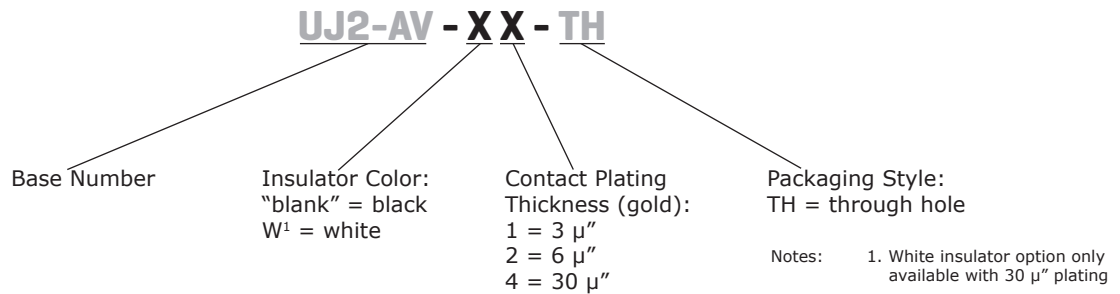 UJ2-AV - X X - TH
Base Number
Insulator Color:
"blank" = black
W¹ = white
Contact Plating
Thickness (gold):
1 = 3 µ"
2 = 6 µ"
4 = 30 µ"
Packaging Style:
TH = through hole
Notes: 1. White insulator option only
available with 30 µ" plating